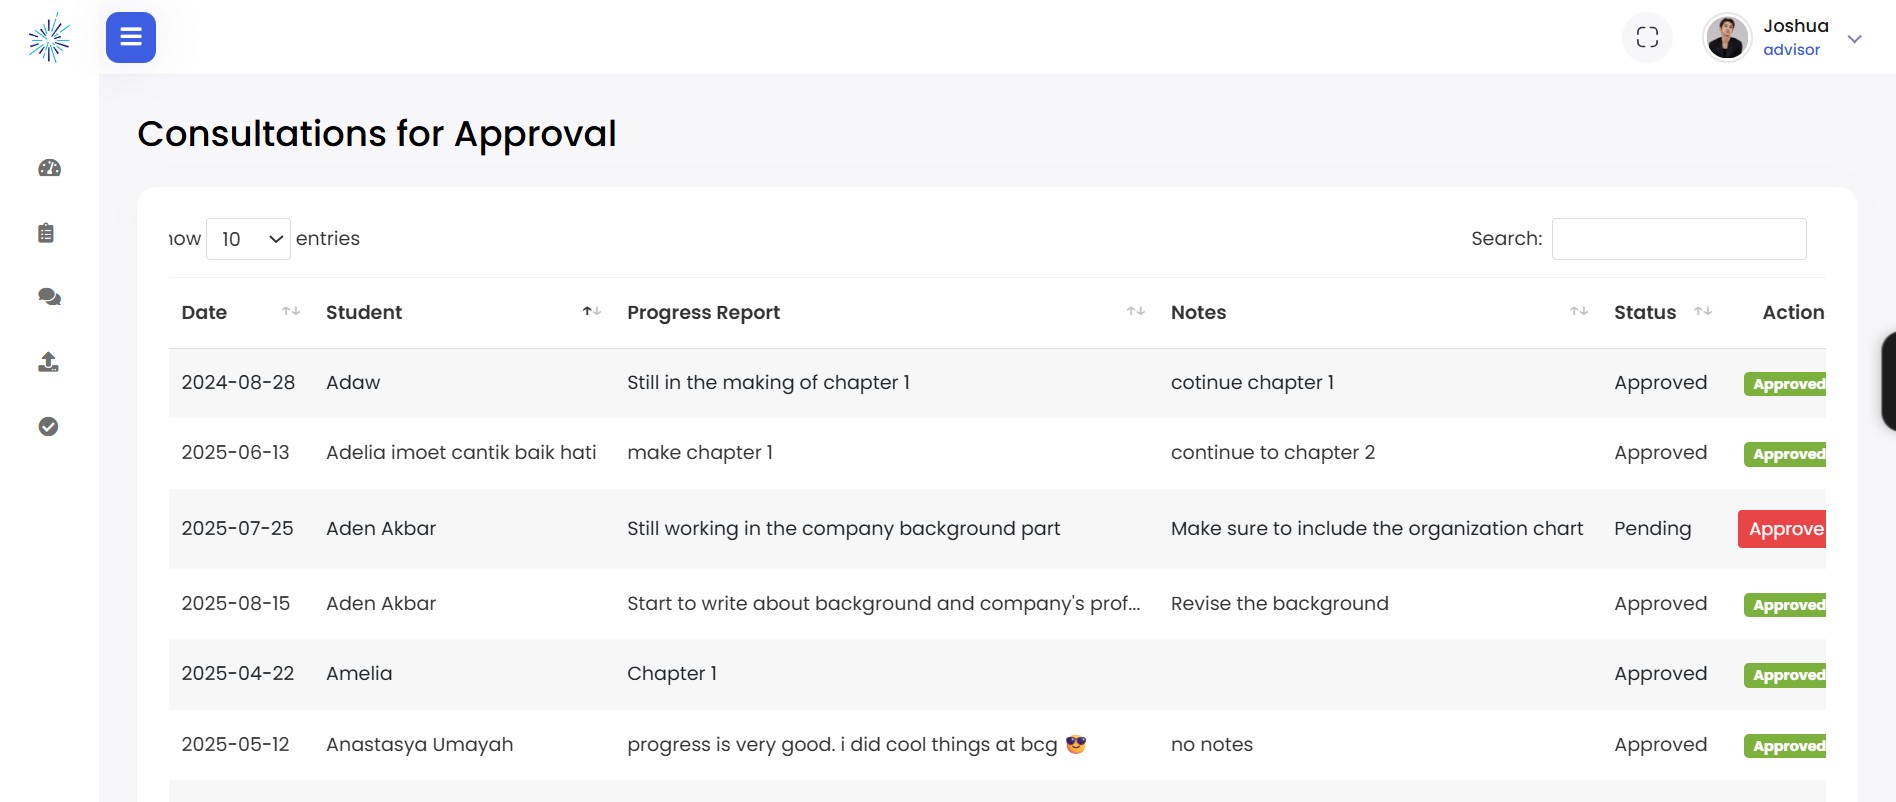 Joshua
advisor
Consultations for Approval
how 10 entries
Search:
Date Student Progress Report Notes Status Action
2024-08-28 Adaw Still in the making of chapter 1 cotinue chapter 1 Approved Approved
2025-06-13 Adelia imoet cantik baik hati make chapter 1 continue to chapter 2 Approved Approved
2025-07-25 Aden Akbar Still working in the company background part Make sure to include the organization chart Pending Approve
2025-08-15 Aden Akbar Start to write about background and company's prof... Revise the background Approved Approved
2025-04-22 Amelia Chapter 1 Approved Approved
2025-05-12 Anastasya Umayah progress is very good. i did cool things at bcg 😎 no notes Approved Approved